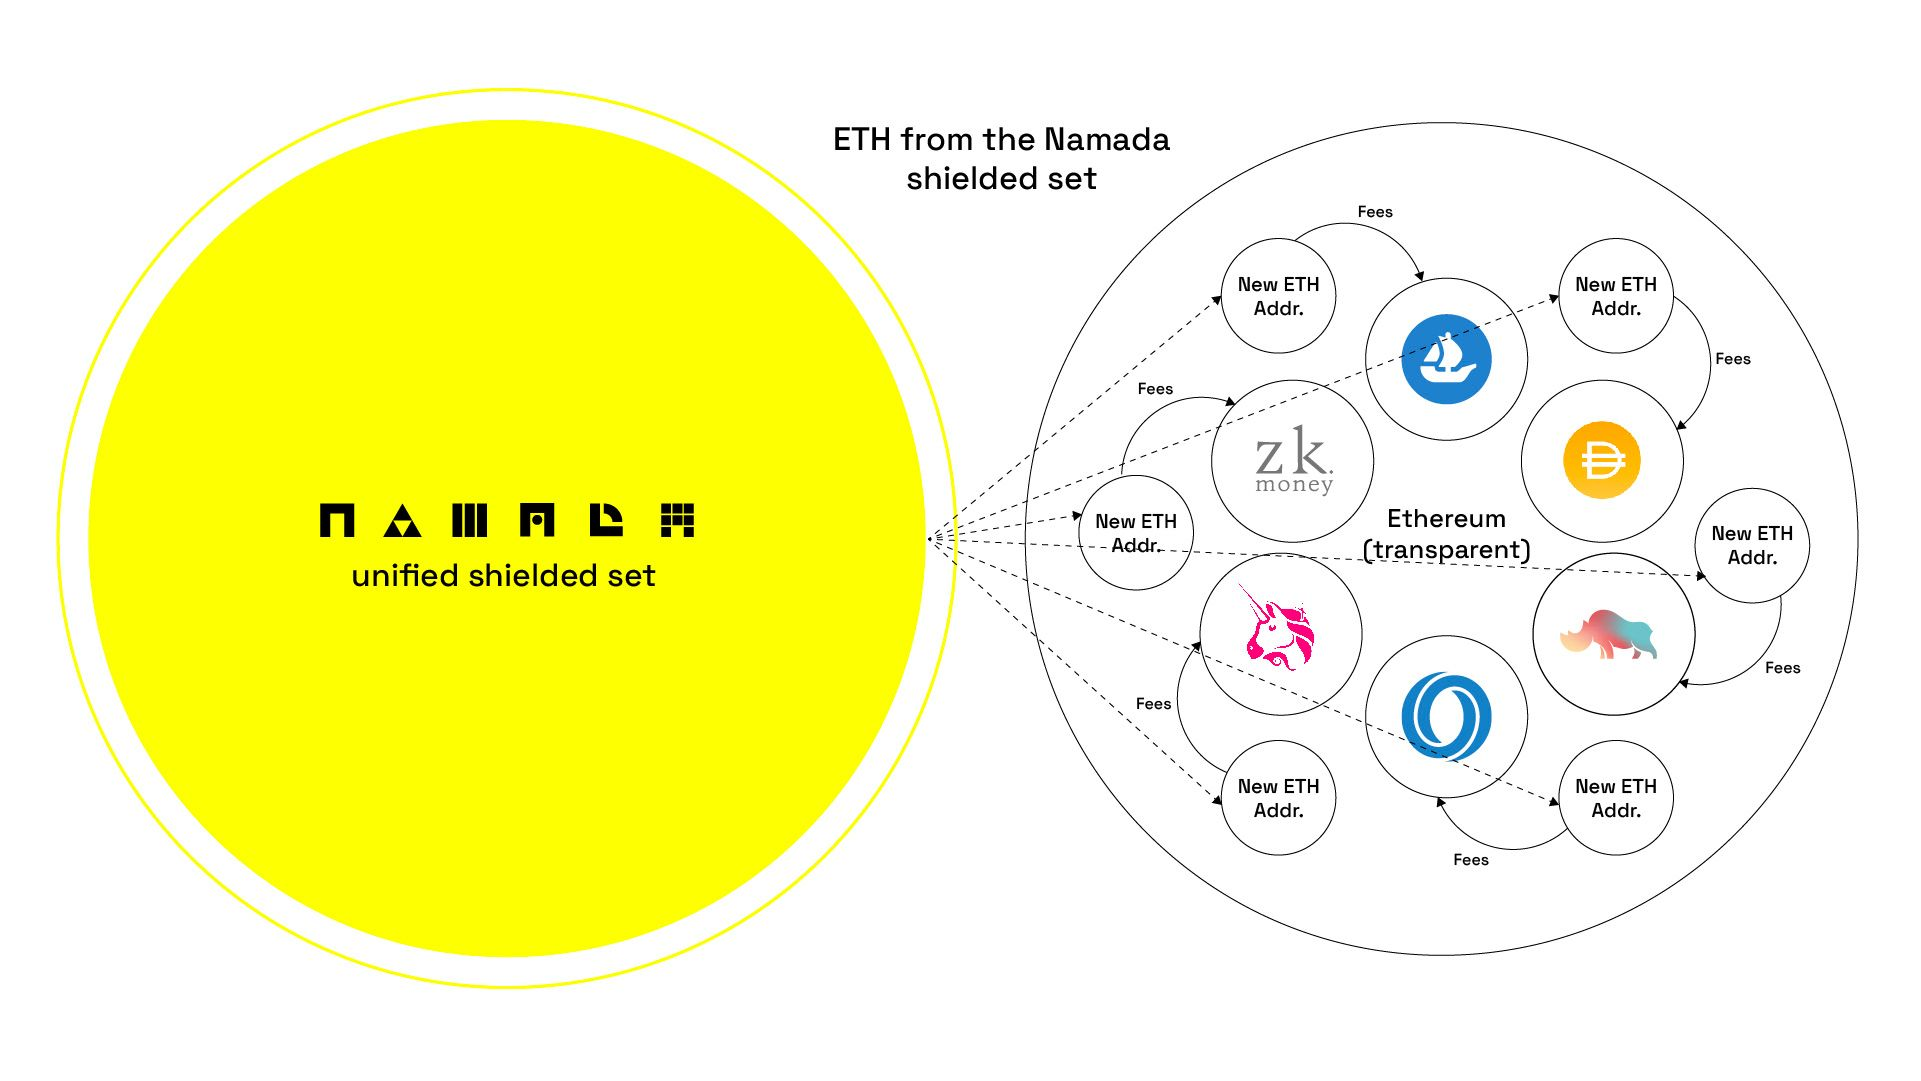 ETH from the Namada
shielded set
NAMADA
unified shielded set
Fees
New ETH
Addr.
New ETH
Addr.
Fees
Fees
zk.
money
New ETH
Addr.
Ethereum
(transparent)
New ETH
Addr.
Fees
Fees
New ETH
Addr.
New ETH
Addr.
Fees